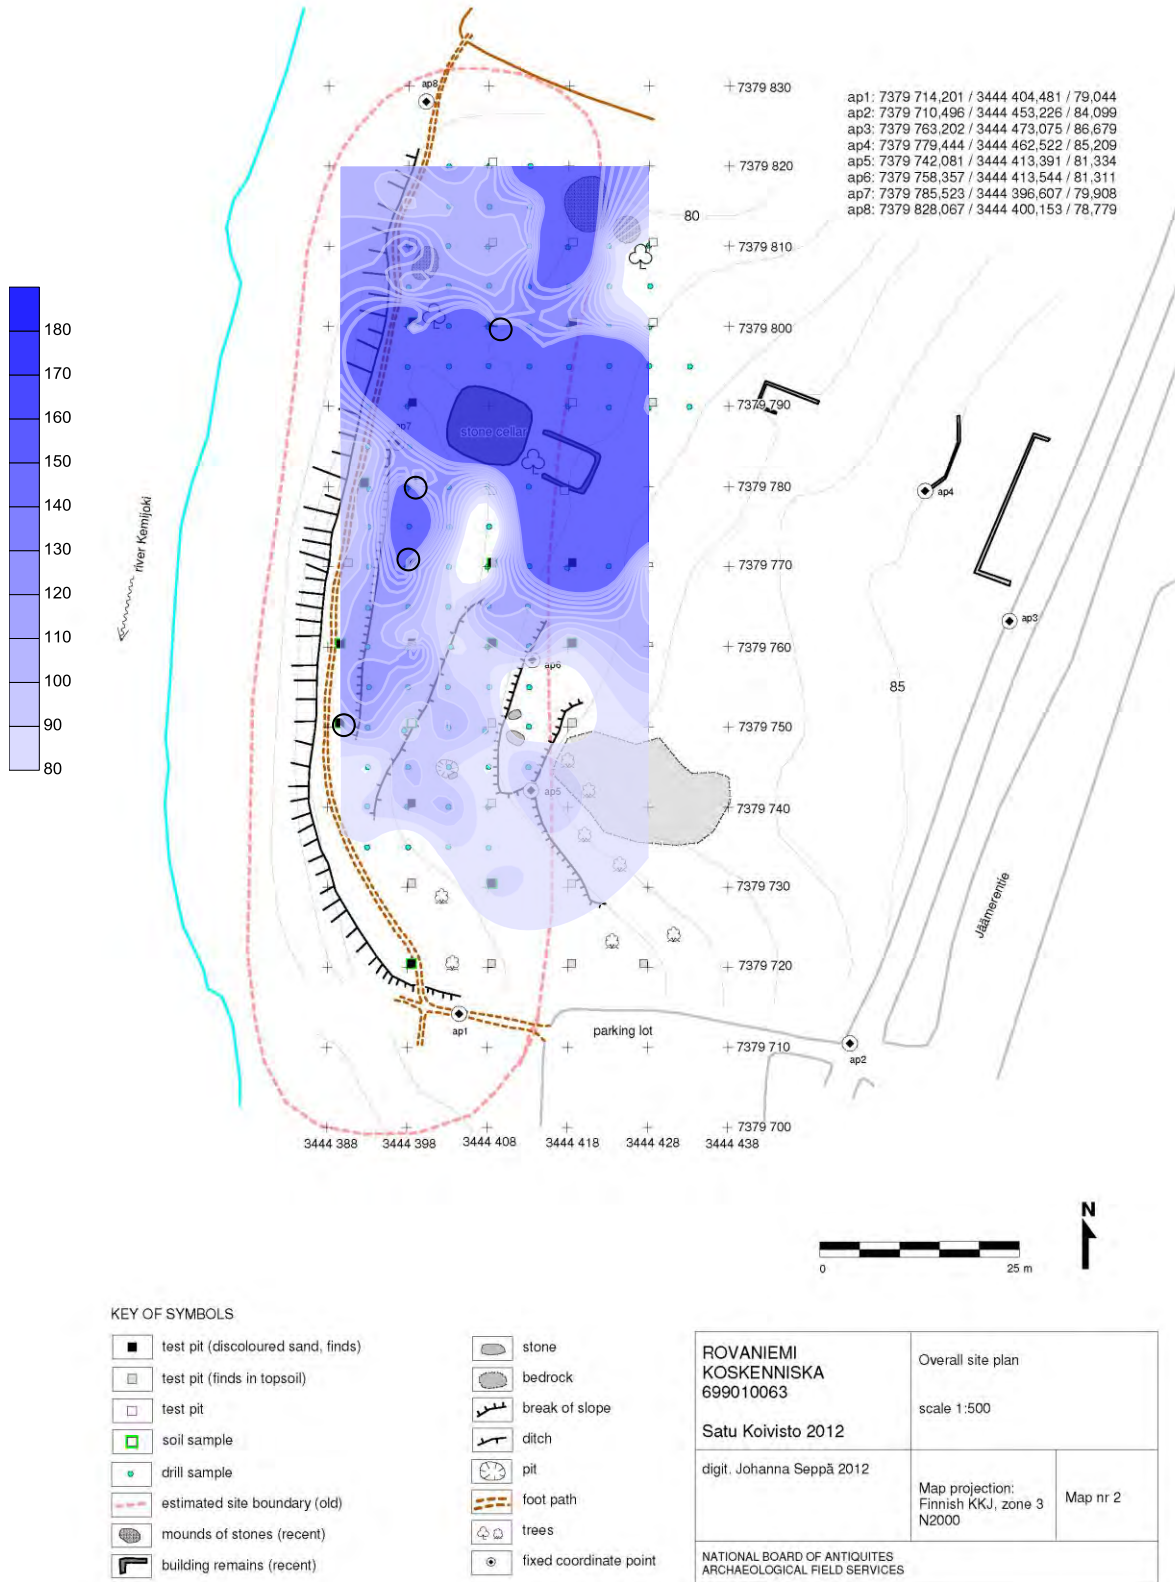 ap8
7379 830
ap1: 7379 714,201 / 3444 404,481 / 79,044
ap2: 7379 710,496 / 3444 453,226 / 84,099
ap3: 7379 763,202 / 3444 473,075 / 86,679
ap4: 7379 779,444 / 3444 462,522 / 85,209
ap5: 7379 742,081 / 3444 413,391 / 81,334
ap6: 7379 758,357 / 3444 413,544 / 81,311
ap7: 7379 785,523 / 3444 396,607 / 79,908
ap8: 7379 828,067 / 3444 400,153 / 78,779
7379 820
80
7379 810
180
7379 800
170
7379 790
160
ap7
stone cellar
150
7379 780
ap4
140
river Kemijoki
130
7379 770
120
ap3
110
7379 760
ap6
100
85
90
7379 750
80
ap5
7379 740
7379 730
Jäämerentie
7379 720
ap1
parking lot
7379 710
ap2
7379 700
3444 388
3444 398
3444 408
3444 418
3444 428
3444 438
N
0
25 m
KEY OF SYMBOLS
test pit (discoloured sand, finds)
test pit (finds in topsoil)
test pit
soil sample
drill sample
estimated site boundary (old)
mounds of stones (recent)
building remains (recent)
stone
bedrock
break of slope
ditch
pit
foot path
trees
fixed coordinate point
ROVANIEMI
KOSKENNISKA
699010063
Satu Koivisto 2012
Overall site plan
scale 1:500
digit. Johanna Seppä 2012
Map projection:
Finnish KKJ, zone 3
N2000
Map nr 2
NATIONAL BOARD OF ANTIQUITES
ARCHAEOLOGICAL FIELD SERVICES